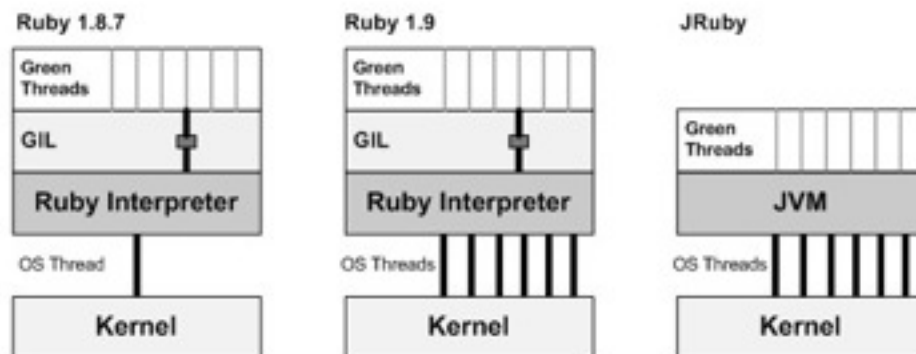 Ruby 1.8.7
Green
Threads
GIL
Ruby Interpreter
OS Thread
Kernel
Ruby 1.9
Green
Threads
GIL
Ruby Interpreter
OS Threads
Kernel
JRuby
Green
Threads
JVM
OS Threads
Kernel